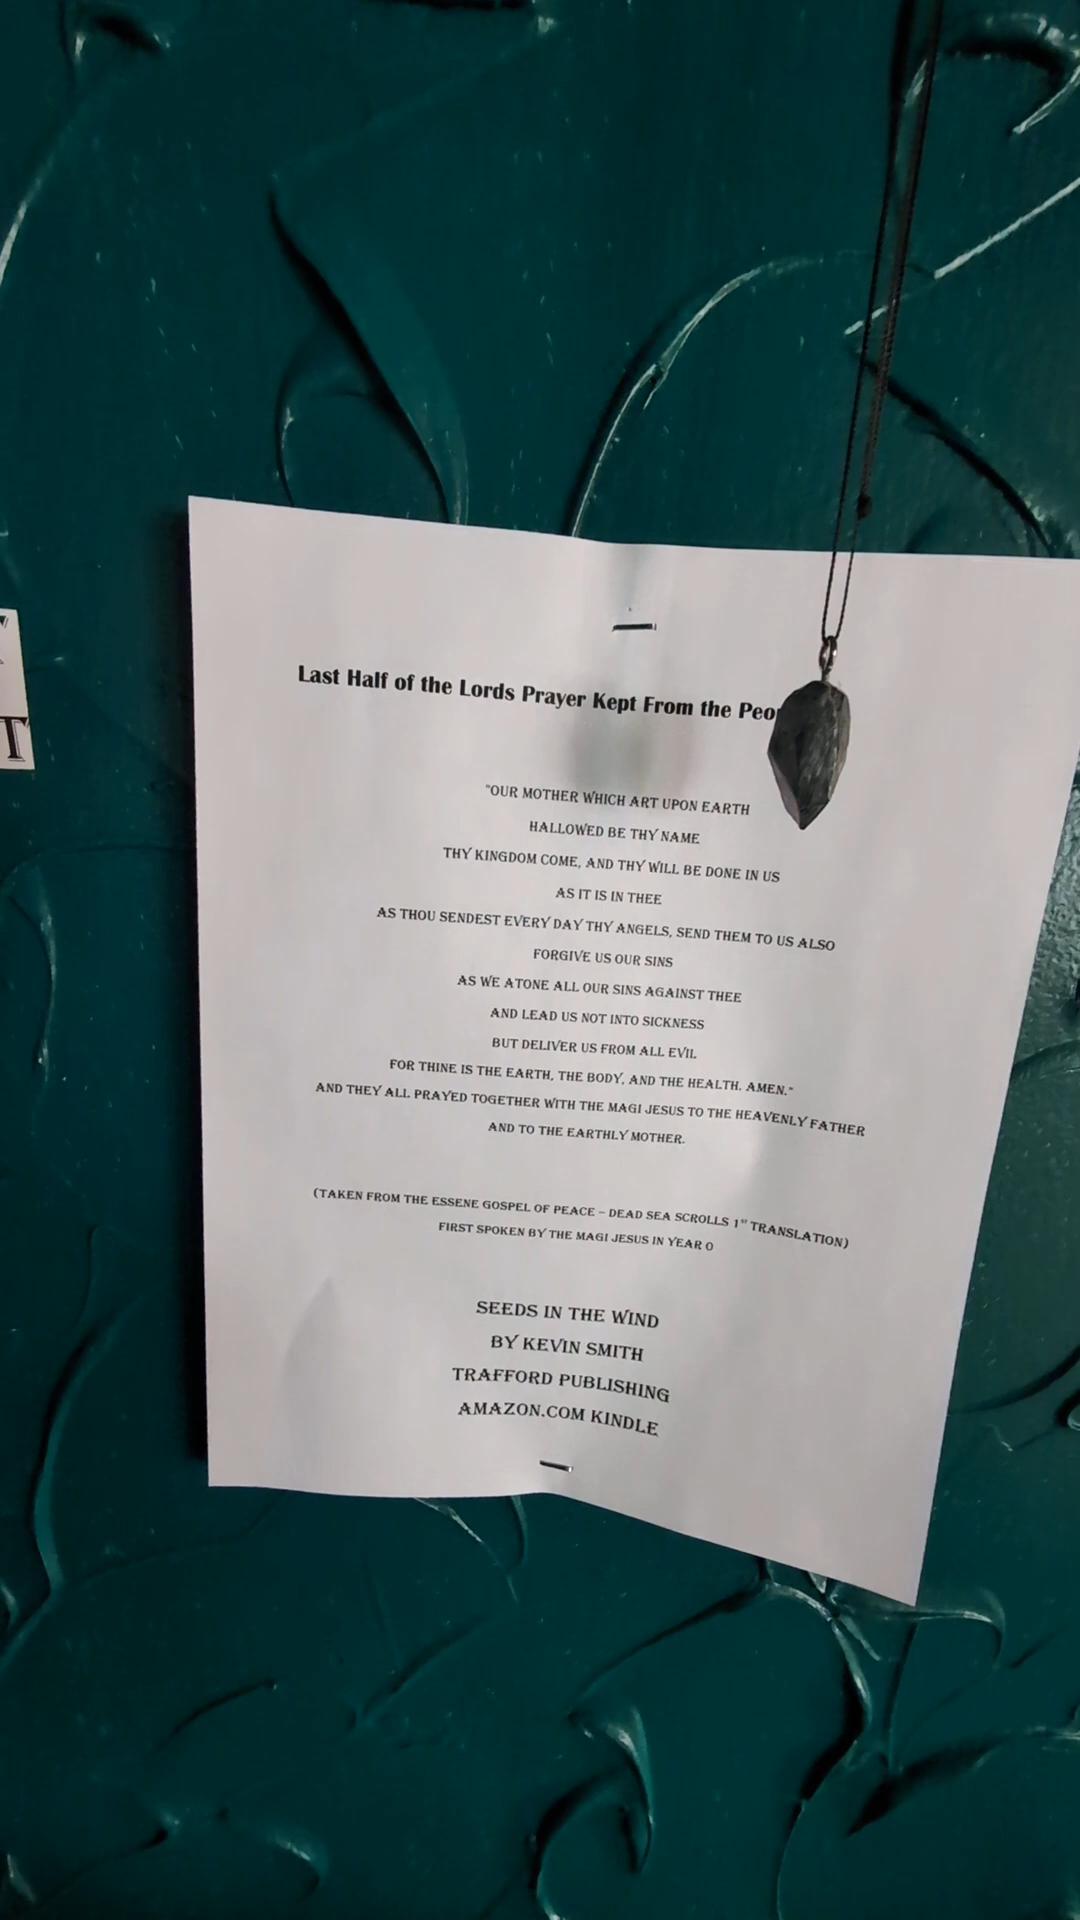 T
Last Half of the Lords Prayer Kept From the
"OUR MOTHER WHICH ART UPON EARTH
HALLOWED BE THY NAME
THY KINGDOM COME, AND THY WILL BE DONE IN US
AS IT IS IN THEE
AS THOU SENDEST EVERY DAY THY ANGELS, SEND THEM TO US ALSO
FORGIVE US OUR SINS
AS WE ATONE ALL OUR SINS AGAINST THEE
AND LEAD US NOT INTO SICKNESS
BUT DELIVER US FROM ALL EVIL
FOR THINE IS THE EARTH, THE BODY, AND THE HEALTH. AMEN."
AND THEY ALL PRAYED TOGETHER WITH THE MAGI JESUS TO THE HEAVENLY FATHER
AND TO THE EARTHLY MOTHER.
(TAKEN FROM THE ESSENE GOSPEL OF PEACE – DEAD SEA SCROLLS 1ST TRANSLATION)
FIRST SPOKEN BY THE MAGI JESUS IN YEAR 0
SEEDS IN THE WIND
BY KEVIN SMITH
TRAFFORD PUBLISHING
AMAZON.COM KINDLE